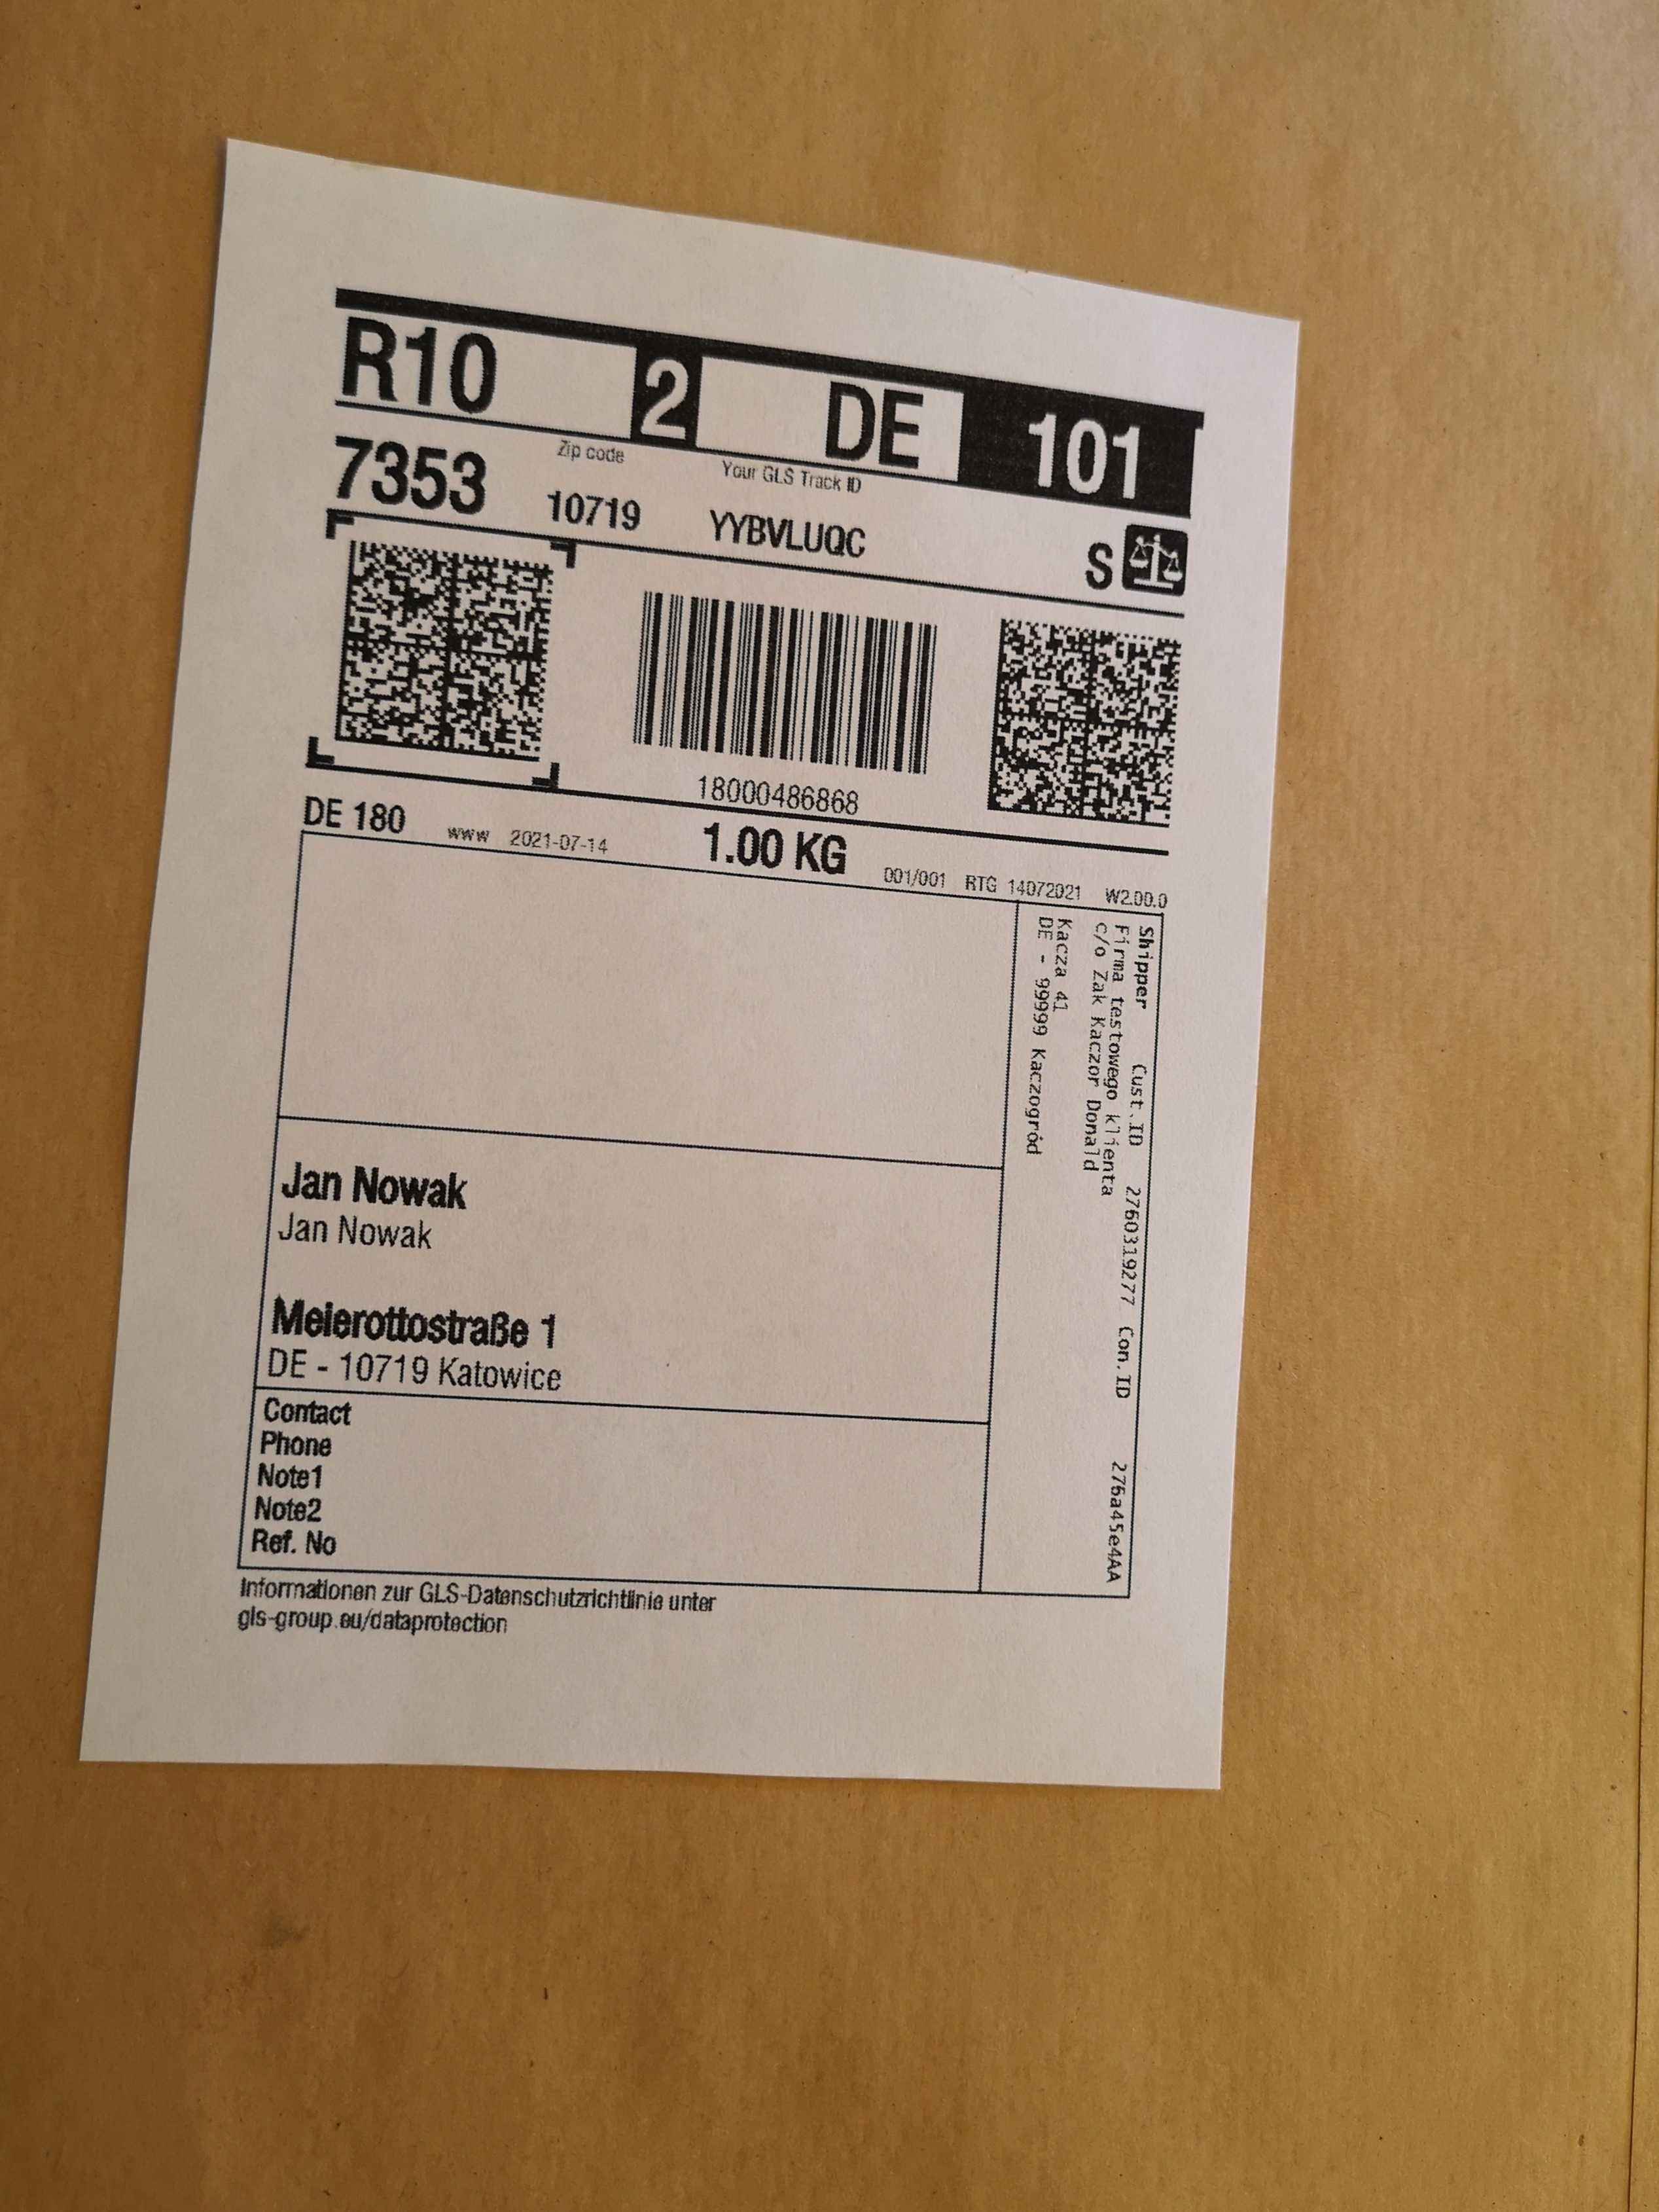 R10 2 DE 101
7353 Zip code 10719 Your GLS Track ID YYBVLUQC S
18000486868
DE 180 www 2021-07-14 1.00 KG 001/001 RTG 14072021 W2.00.0
Shipper Cust.ID 2760319277 Con.ID 276a45e4AA
Firma testowego klienta
c/o Zak Kaczor Donald
Kacza 41
DE - 99999 Kaczogród
Jan Nowak
Jan Nowak
Meierottostraße 1
DE - 10719 Katowice
Contact
Phone
Note1
Note2
Ref. No
Informationen zur GLS-Datenschutzrichtlinie unter
gls-group.eu/dataprotection